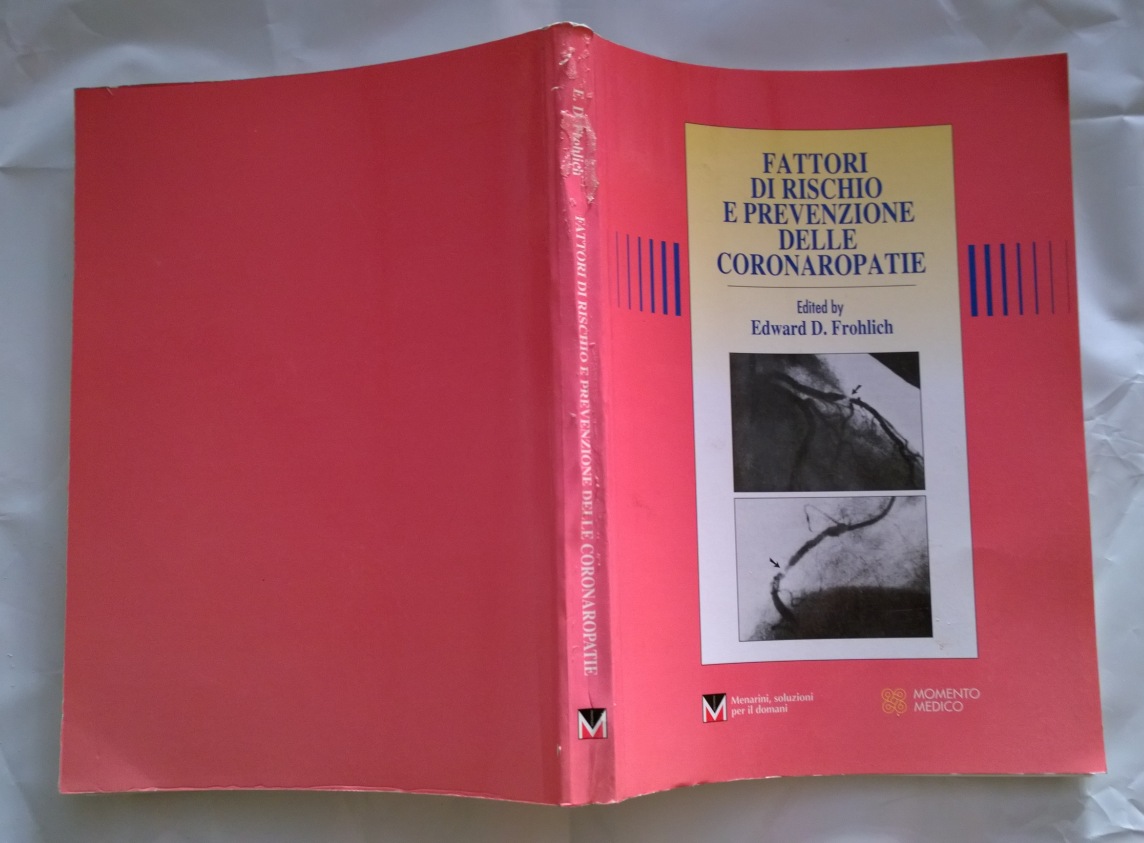 E. D. Frohlich FATTORI DI RISCHIO E PREVENZIONE DELLE CORONAROPATIE
M
FATTORI
DI RISCHIO
E PREVENZIONE
DELLE
CORONAROPATIE
Edited by
Edward D. Frohlich
M
Menarini, soluzioni
per il domani
MOMENTO
MEDICO